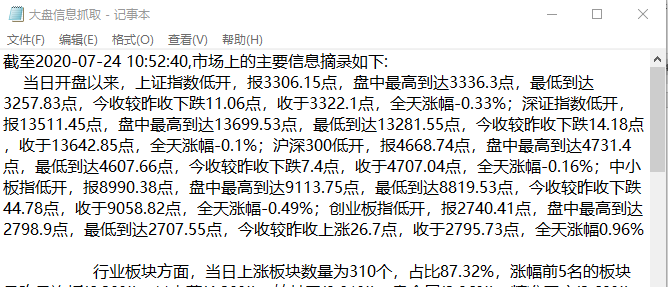 大盘信息抓取 - 记事本
文件(F) 编辑(E) 格式(O) 查看(V) 帮助(H)
截至2020-07-24 10:52:40,市场上的主要信息摘录如下:
当日开盘以来，上证指数低开，报3306.15点，盘中最高到达3336.3点，最低到达
3257.83点，今收较昨收下跌11.06点，收于3322.1点，全天涨幅-0.33%；深证指数低开，
报13511.45点，盘中最高到达13699.53点，最低到达13281.55点，今收较昨收下跌14.18点
，收于13642.85点，全天涨幅-0.1%；沪深300低开，报4668.74点，盘中最高到达4731.4
点，最低到达4607.66点，今收较昨收下跌7.4点，收于4707.04点，全天涨幅-0.16%；中小
板指低开，报8990.38点，盘中最高到达9113.75点，最低到达8819.53点，今收较昨收下跌
44.78点，收于9058.82点，全天涨幅-0.49%；创业板指低开，报2740.41点，盘中最高到达
2798.9点，最低到达2707.55点，今收较昨收上涨26.7点，收于2795.73点，全天涨幅0.96%
行业板块方面，当日上涨板块数量为310个，占比87.32%，涨幅前5名的板块